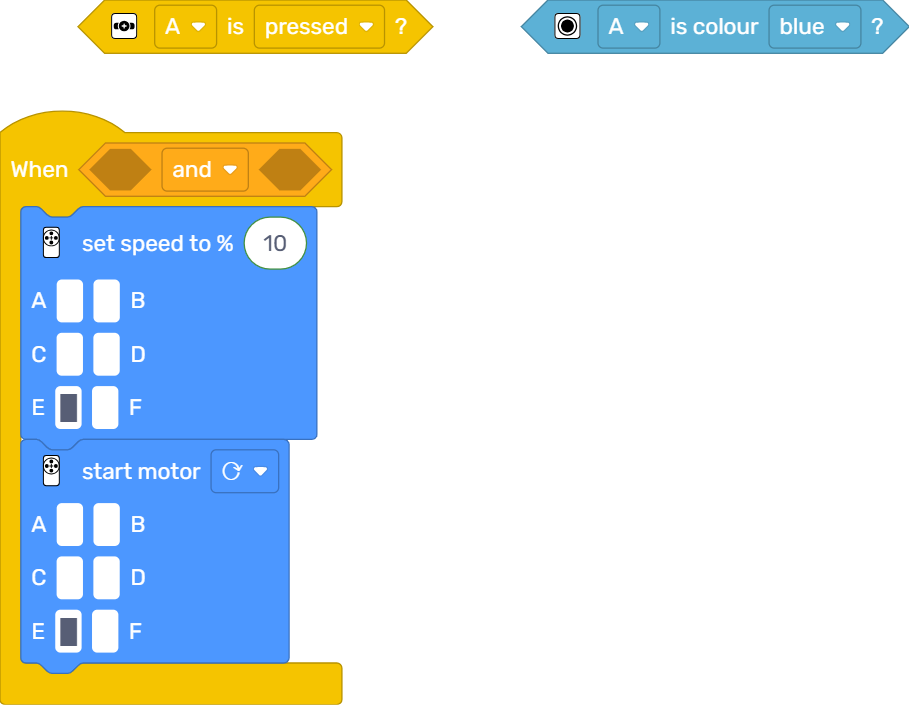 A is pressed ?
A is colour blue ?
When and
set speed to % 10
A B
C D
E F
start motor
A B
C D
E F